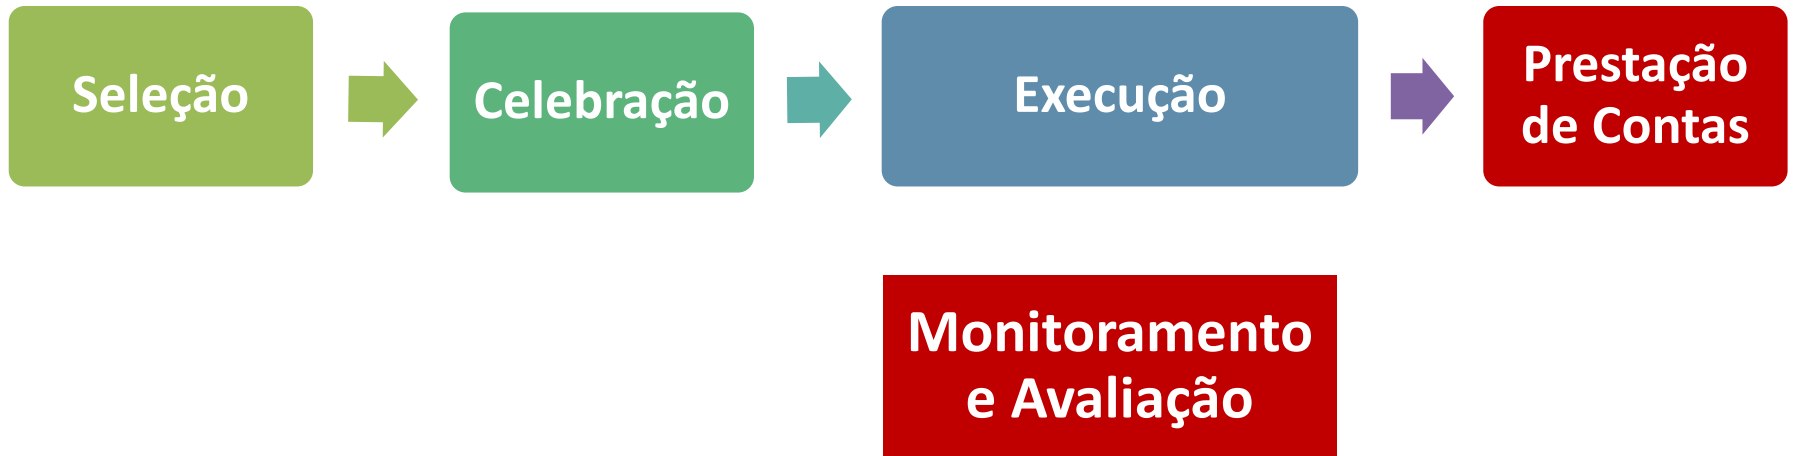 Seleção
Celebração
Execução
Prestação
de Contas
Monitoramento
e Avaliação